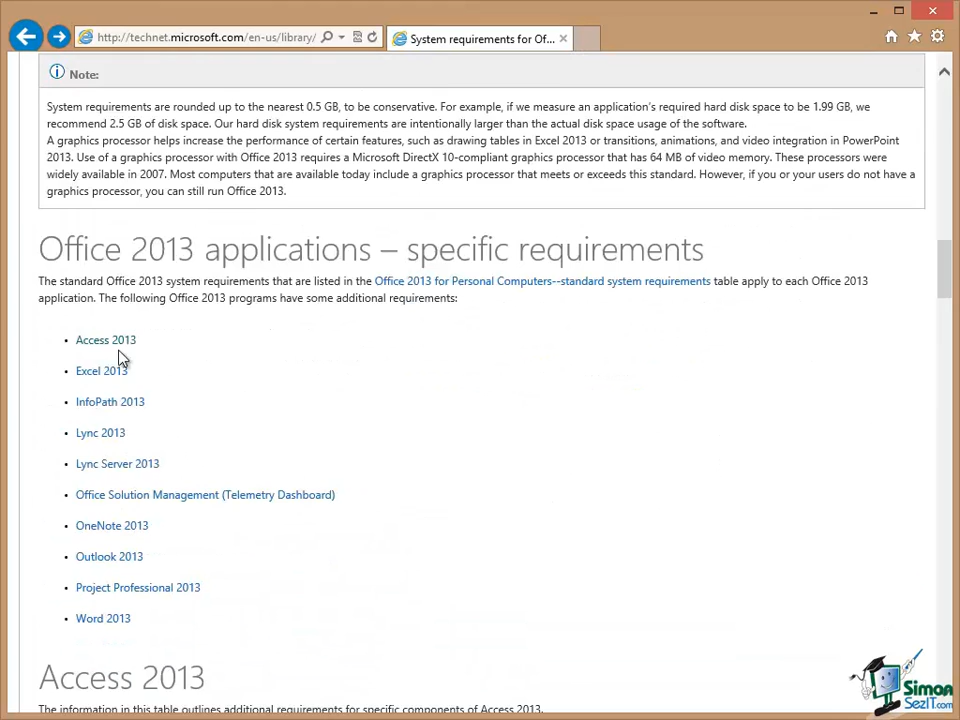 http://technet.microsoft.com/en-us/library/
System requirements for Of...
Note:
System requirements are rounded up to the nearest 0.5 GB, to be conservative. For example, if we measure an application's required hard disk space to be 1.99 GB, we
recommend 2.5 GB of disk space. Our hard disk system requirements are intentionally larger than the actual disk space usage of the software.
A graphics processor helps increase the performance of certain features, such as drawing tables in Excel 2013 or transitions, animations, and video integration in PowerPoint
2013. Use of a graphics processor with Office 2013 requires a Microsoft DirectX 10-compliant graphics processor that has 64 MB of video memory. These processors were
widely available in 2007. Most computers that are available today include a graphics processor that meets or exceeds this standard. However, if you or your users do not have a
graphics processor, you can still run Office 2013.
Office 2013 applications – specific requirements
The standard Office 2013 system requirements that are listed in the Office 2013 for Personal Computers--standard system requirements table apply to each Office 2013
application. The following Office 2013 programs have some additional requirements:
• Access 2013
• Excel 2013
• InfoPath 2013
• Lync 2013
• Lync Server 2013
• Office Solution Management (Telemetry Dashboard)
• OneNote 2013
• Outlook 2013
• Project Professional 2013
• Word 2013
Access 2013
The information in this table outlines additional requirements for specific components of Access 2013.
Simon
SezIT.com